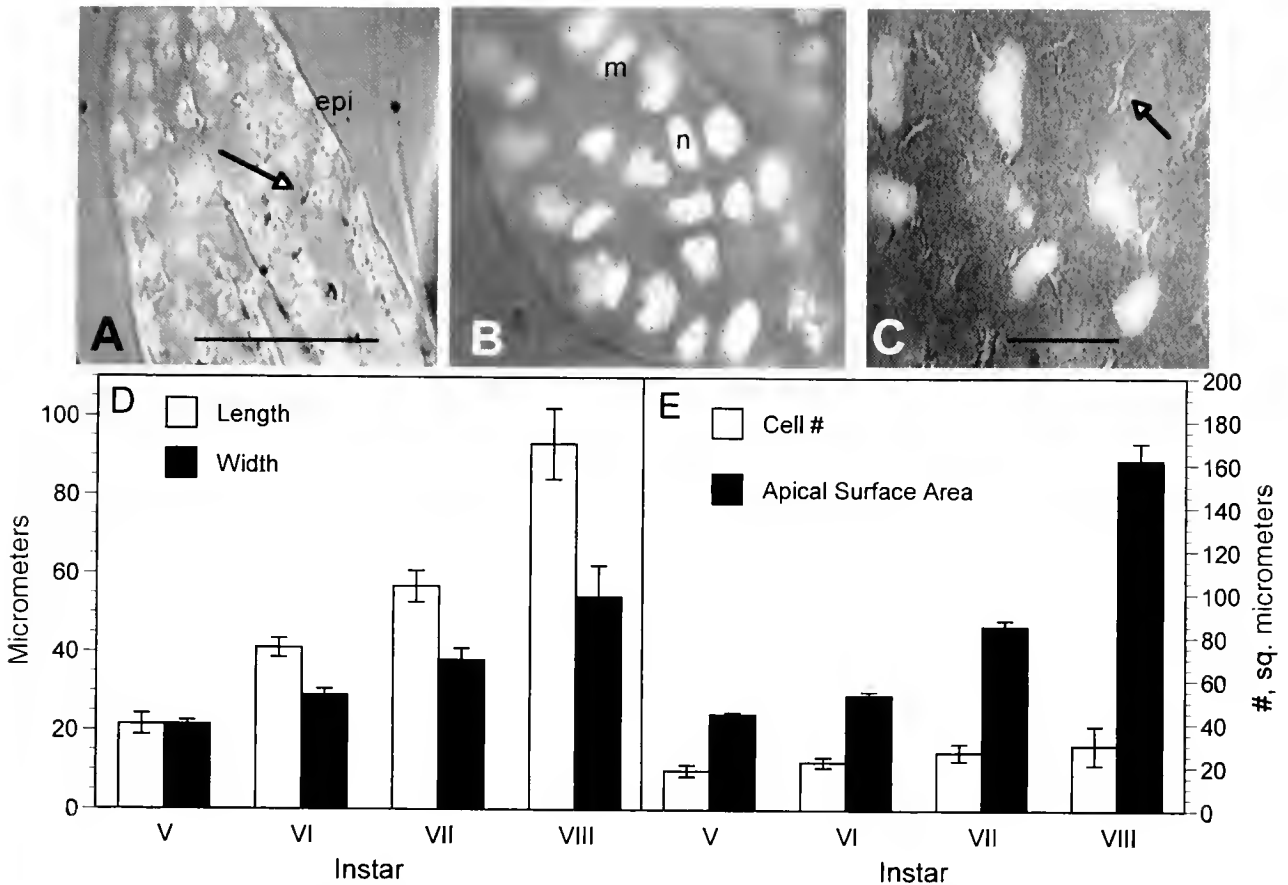 epi
A
m
n
B
C
D
Length
Width
Micrometers
100
80
60
40
20
0
V
VI
VII
VIII
Instar
E
Cell #
Apical Surface Area
#, sq. micrometers
200
180
160
140
120
100
80
60
40
20
0
V
VI
VII
VIII
Instar